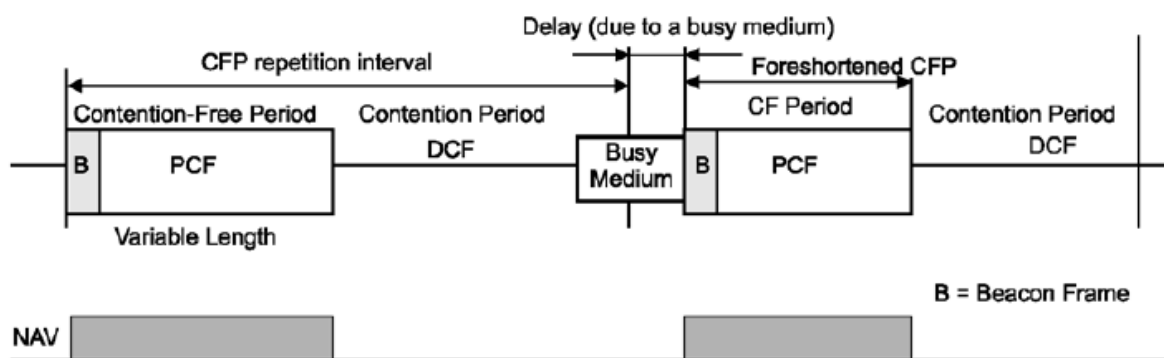 Delay (due to a busy medium)
CFP repetition interval
Foreshortened CFP
Contention-Free Period
Contention Period
CF Period
Contention Period
B
PCF
DCF
Busy
Medium
B
PCF
DCF
Variable Length
B = Beacon Frame
NAV